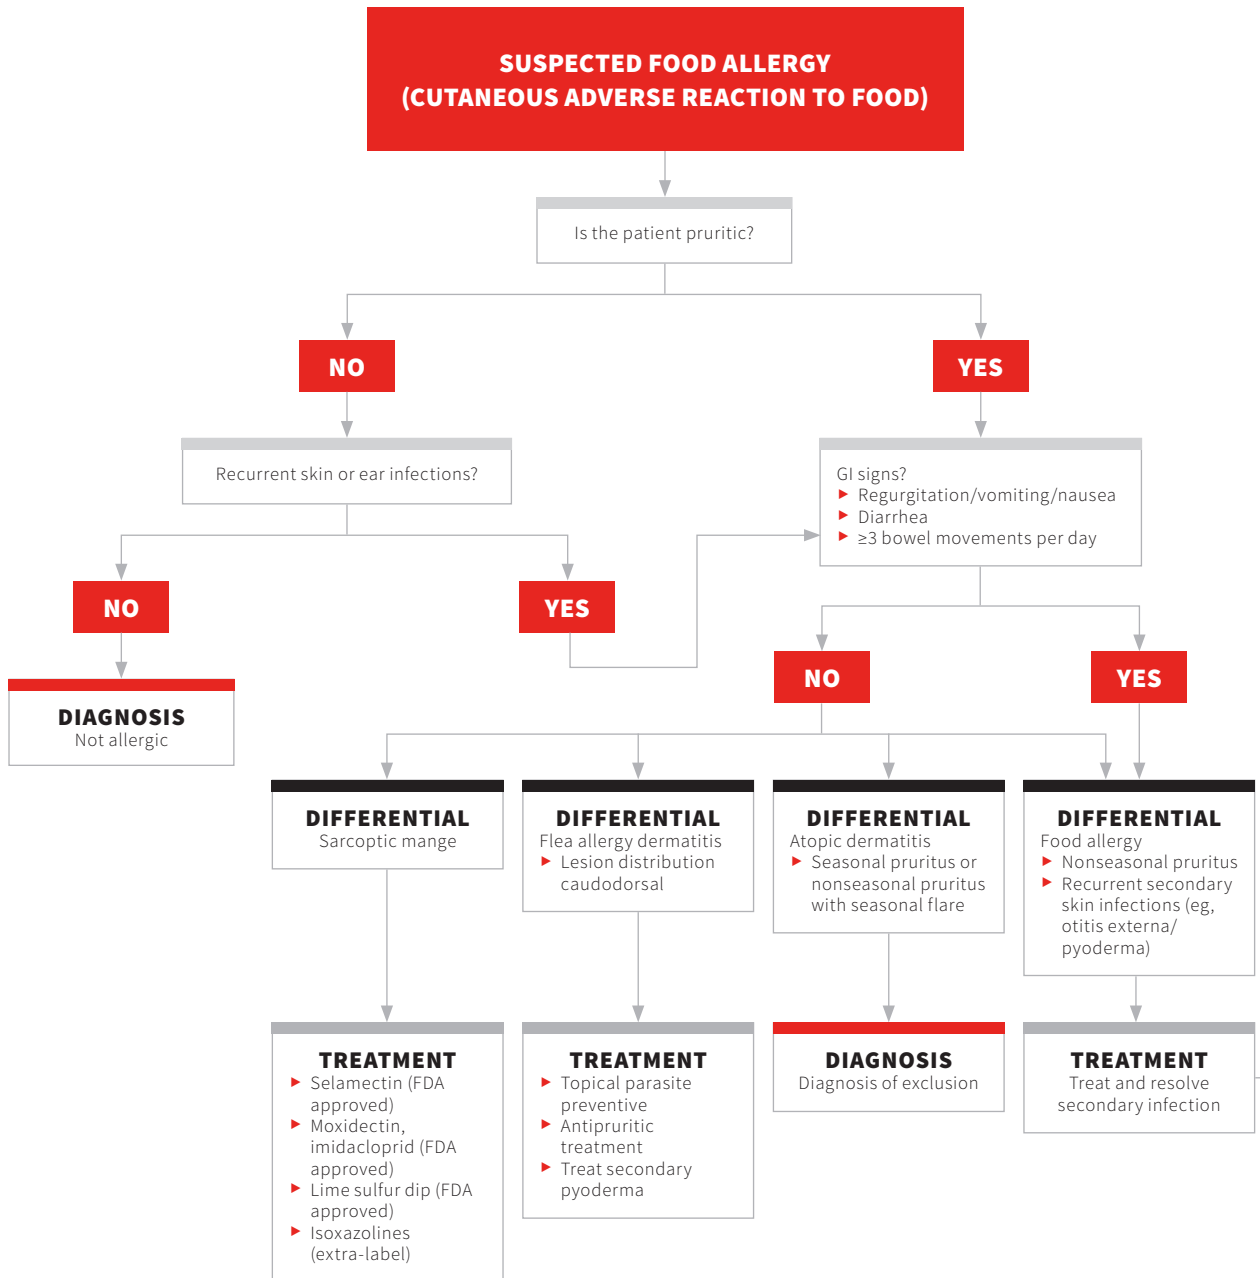 SUSPECTED FOOD ALLERGY
(CUTANEOUS ADVERSE REACTION TO FOOD)
Is the patient pruritic?
NO
YES
Recurrent skin or ear infections?
GI signs?
► Regurgitation/vomiting/nausea
► Diarrhea
► ≥3 bowel movements per day
NO
YES
NO
YES
DIAGNOSIS
Not allergic
DIFFERENTIAL
Sarcoptic mange
DIFFERENTIAL
Flea allergy dermatitis
► Lesion distribution
caudodorsal
DIFFERENTIAL
Atopic dermatitis
► Seasonal pruritus or
nonseasonal pruritus
with seasonal flare
DIFFERENTIAL
Food allergy
► Nonseasonal pruritus
► Recurrent secondary
skin infections (eg,
otitis externa/
pyoderma)
TREATMENT
► Selamectin (FDA
approved)
► Moxidectin,
imidacloprid (FDA
approved)
► Lime sulfur dip (FDA
approved)
► Isoxazolines
(extra-label)
TREATMENT
► Topical parasite
preventive
► Antipruritic
treatment
► Treat secondary
pyoderma
DIAGNOSIS
Diagnosis of exclusion
TREATMENT
Treat and resolve
secondary infection